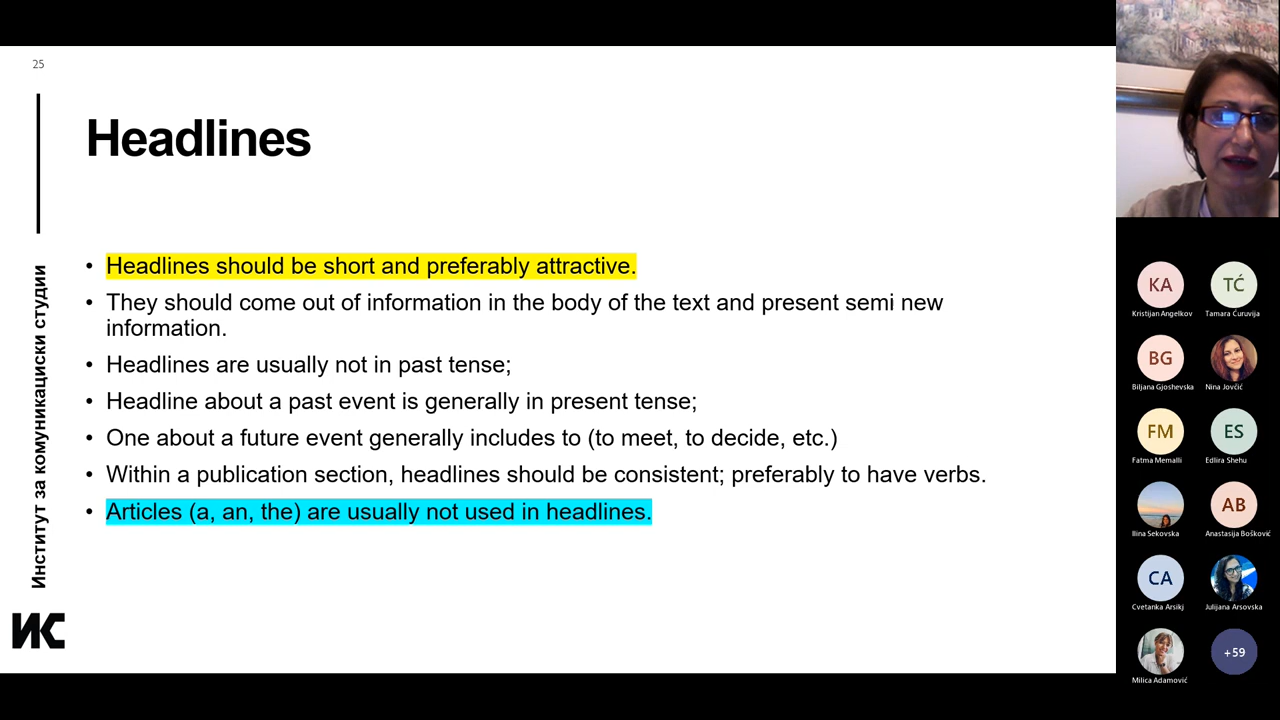 25
Headlines
• Headlines should be short and preferably attractive.
• They should come out of information in the body of the text and present semi new
information.
• Headlines are usually not in past tense;
• Headline about a past event is generally in present tense;
• One about a future event generally includes to (to meet, to decide, etc.)
• Within a publication section, headlines should be consistent; preferably to have verbs.
• Articles (a, an, the) are usually not used in headlines.
Институт за комуникациски студии
ИС
KA
Kristijan Angelkov
TĆ
Tamara Ćuruvija
BG
Biljana Gjoshevska
Nina Jovčić
FM
Fatma Memalli
ES
Edlira Shehu
Ilina Sekovska
AB
Anastasija Bošković
CA
Cvetanka Arsikj
Julijana Arsovska
Milica Adamović
+59